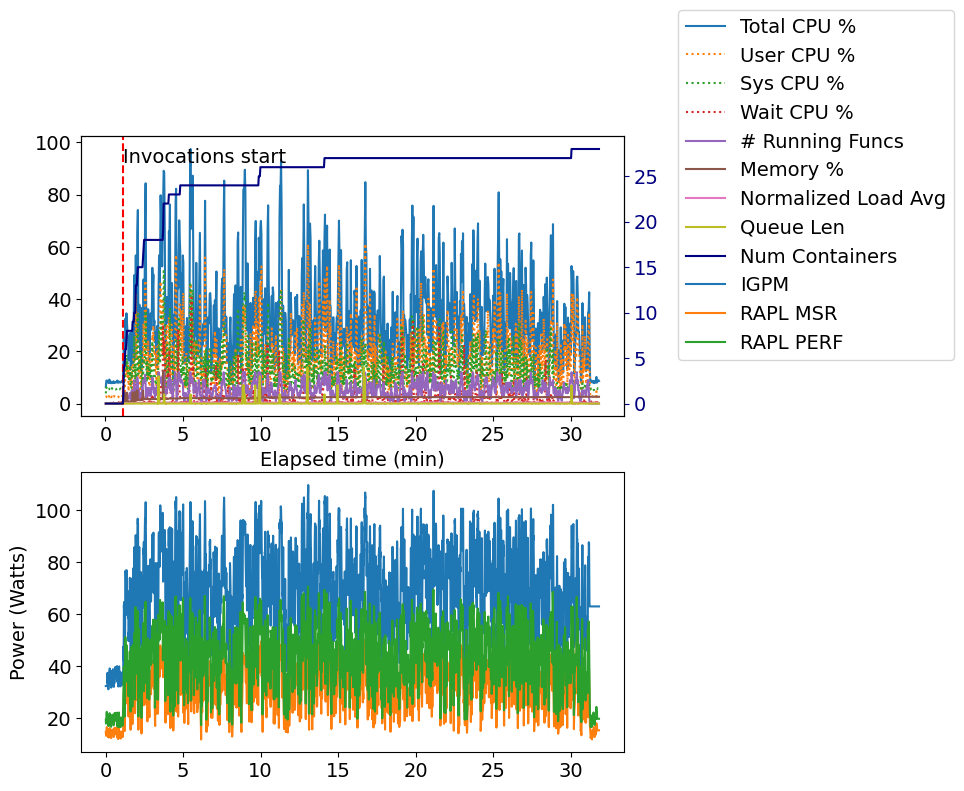 Total CPU %
User CPU %
Sys CPU %
Wait CPU %
# Running Funcs
Memory %
Normalized Load Avg
Queue Len
Num Containers
IGPM
RAPL MSR
RAPL PERF
Invocations start
100
80
60
40
20
0
25
20
15
10
5
0
0 5 10 15 20 25 30
Elapsed time (min)
Power (Watts)
100
80
60
40
20
0 5 10 15 20 25 30